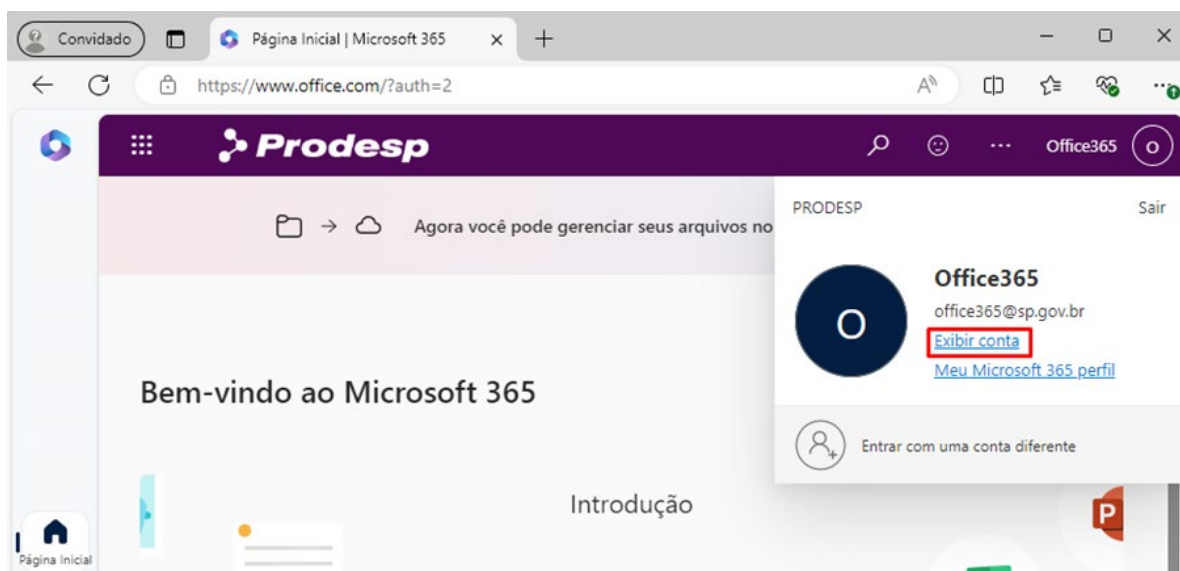 Convidado
Página Inicial | Microsoft 365
https://www.office.com/?auth=2
Prodesp
Office365
O
Agora você pode gerenciar seus arquivos no
PRODESP
Sair
O
Office365
office365@sp.gov.br
Exibir conta
Meu Microsoft 365 perfil
Entrar com uma conta diferente
Bem-vindo ao Microsoft 365
Introdução
P
Página Inicial